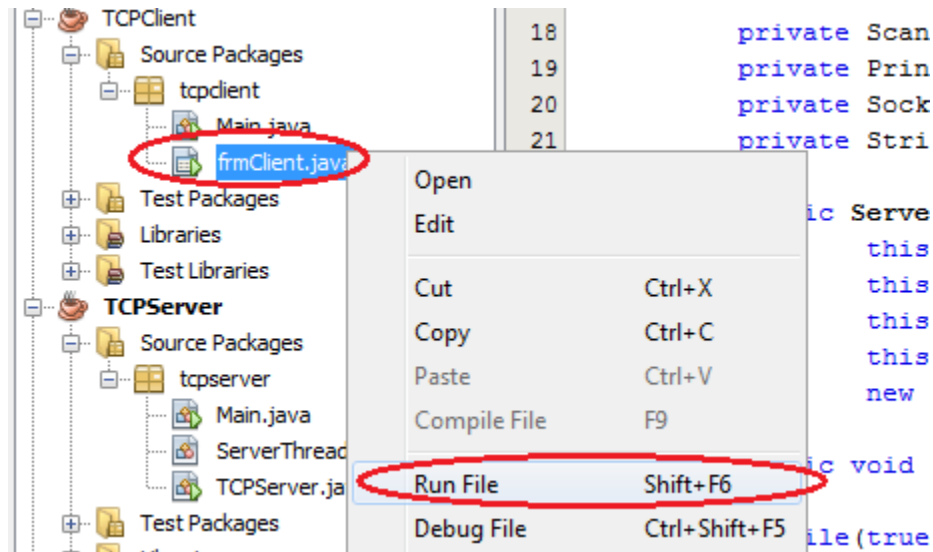 TCPClient
Source Packages
tcpclient
Main.java
frmClient.java
Test Packages
Libraries
Test Libraries
TCPServer
Source Packages
tcpserver
Main.java
ServerThread
TCPServer.ja
Test Packages
Open
Edit
Cut Ctrl+X
Copy Ctrl+C
Paste Ctrl+V
Compile File F9
Run File Shift+F6
Debug File Ctrl+Shift+F5
18 private Scan
19 private Prin
20 private Sock
21 private Stri
ic Serve
this
this
this
this
new
ic void
ile(true